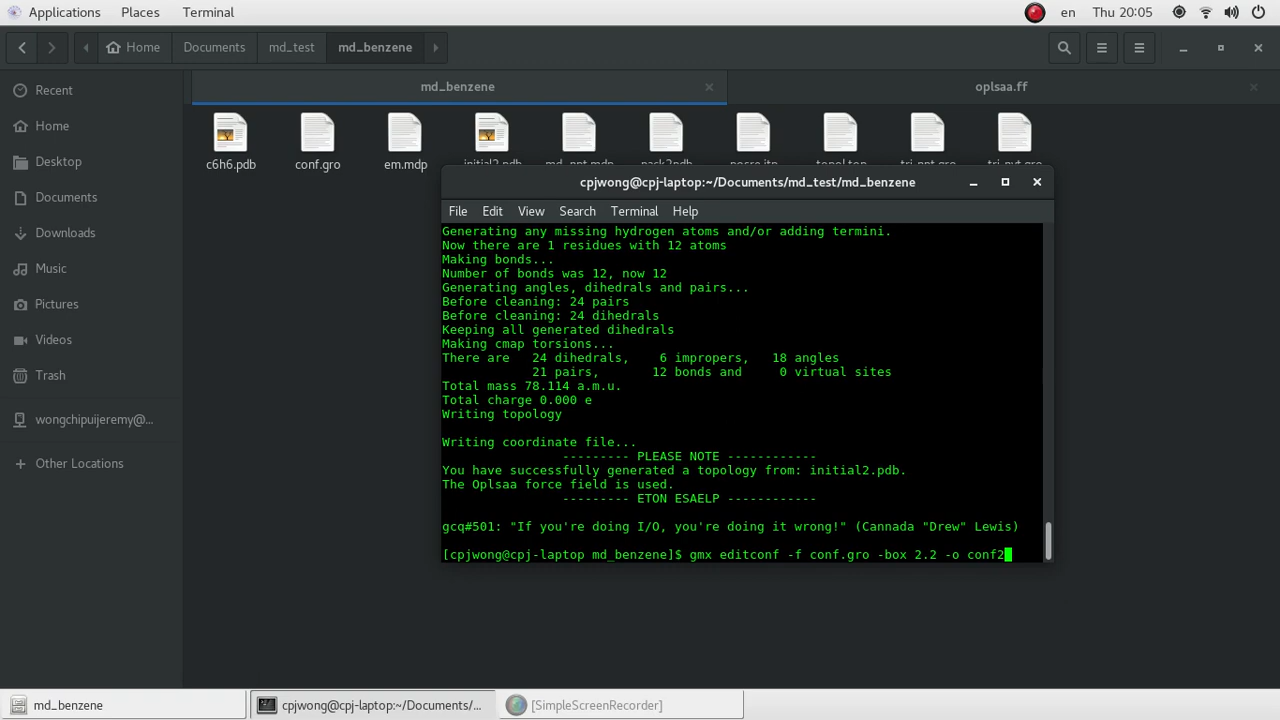 Applications Places Terminal en Thu 20:05
Home Documents md_test md_benzene
md_benzene oplsaa.ff
Recent
Home
Desktop
Documents
Downloads
Music
Pictures
Videos
Trash
wongchipuijeremy@...
Other Locations
c6h6.pdb conf.gro em.mdp initial2.pdb md_npt.mdp pack2pdb posre.itp topol.top
cpjwong@cpj-laptop:~/Documents/md_test/md_benzene
File Edit View Search Terminal Help
Generating any missing hydrogen atoms and/or adding termini.
Now there are 1 residues with 12 atoms
Making bonds...
Number of bonds was 12, now 12
Generating angles, dihedrals and pairs...
Before cleaning: 24 pairs
Before cleaning: 24 dihedrals
Keeping all generated dihedrals
Making cmap torsions...
There are   24 dihedrals,    6 impropers,   18 angles
            21 pairs,       12 bonds and     0 virtual sites
Total mass 78.114 a.m.u.
Total charge 0.000 e
Writing topology
Writing coordinate file...
--------- PLEASE NOTE ------------
You have successfully generated a topology from: initial2.pdb.
The Oplsaa force field is used.
--------- ETON ESAELP ------------
gcq#501: "If you're doing I/O, you're doing it wrong!" (Cannada "Drew" Lewis)
[cpjwong@cpj-laptop md_benzene]$ gmx editconf -f conf.gro -box 2.2 -o conf2
md_benzene cpjwong@cpj-laptop:~/Documents/... [SimpleScreenRecorder]